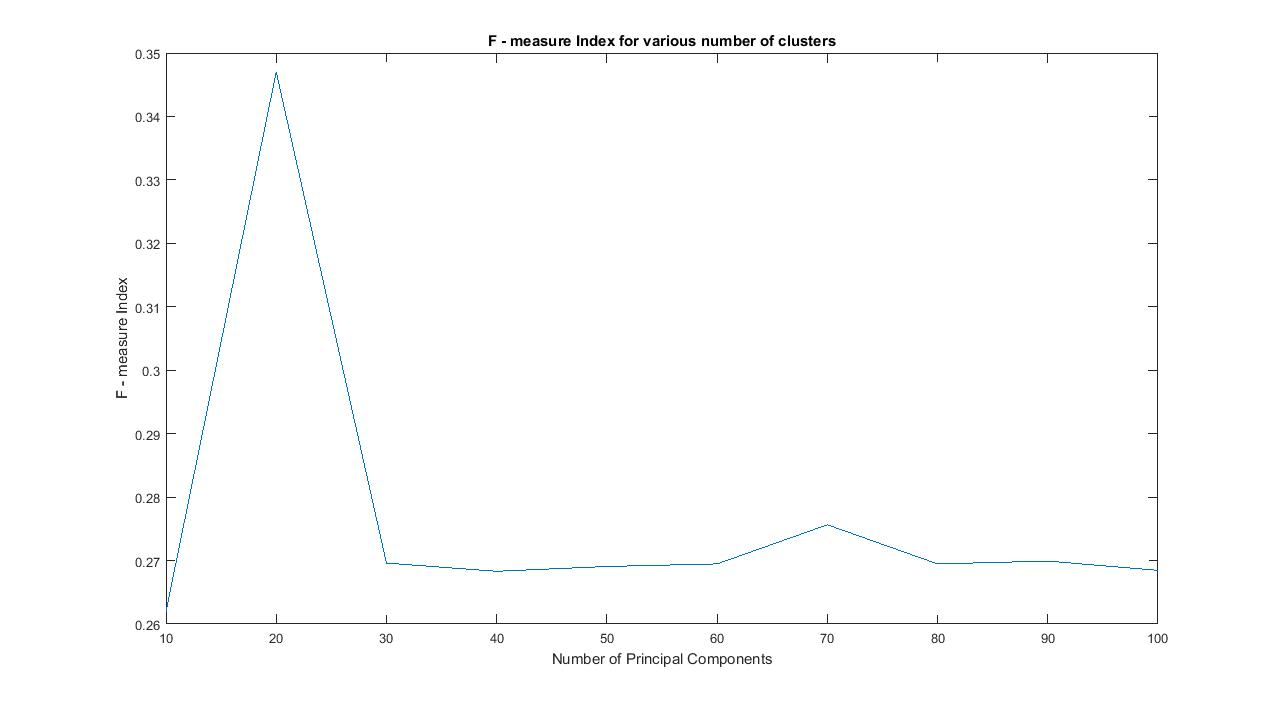 F - measure Index for various number of clusters
0.35
0.34
0.33
0.32
0.31
0.3
0.29
0.28
0.27
0.26
F - measure Index
10 20 30 40 50 60 70 80 90 100
Number of Principal Components